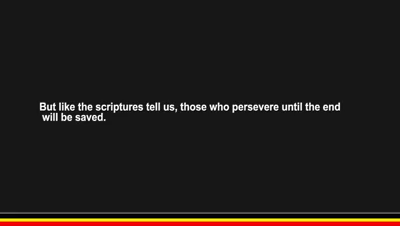 But like the scriptures tell us, those who persevere until the end
will be saved.